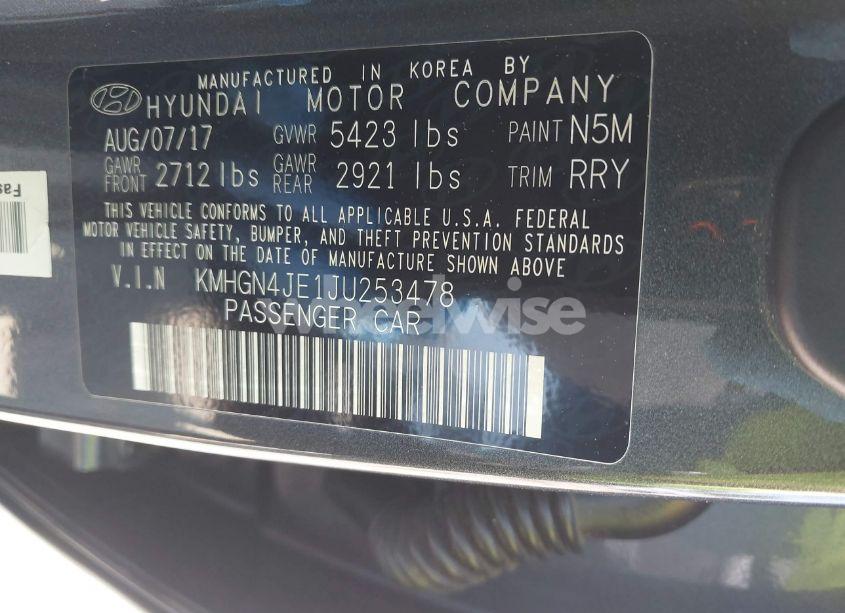 MANUFACTURED IN KOREA BY
HYUNDAI MOTOR COMPANY
AUG/07/17 GVWR 5423 lbs PAINT N5M
GAWR FRONT 2712 lbs GAWR REAR 2921 lbs TRIM RRY
THIS VEHICLE CONFORMS TO ALL APPLICABLE U.S.A. FEDERAL
MOTOR VEHICLE SAFETY, BUMPER, AND THEFT PREVENTION STANDARDS
IN EFFECT ON THE DATE OF MANUFACTURE SHOWN ABOVE
V.I.N KMHGN4JE1JU253478
PASSENGER CAR
wheelwise
Fas